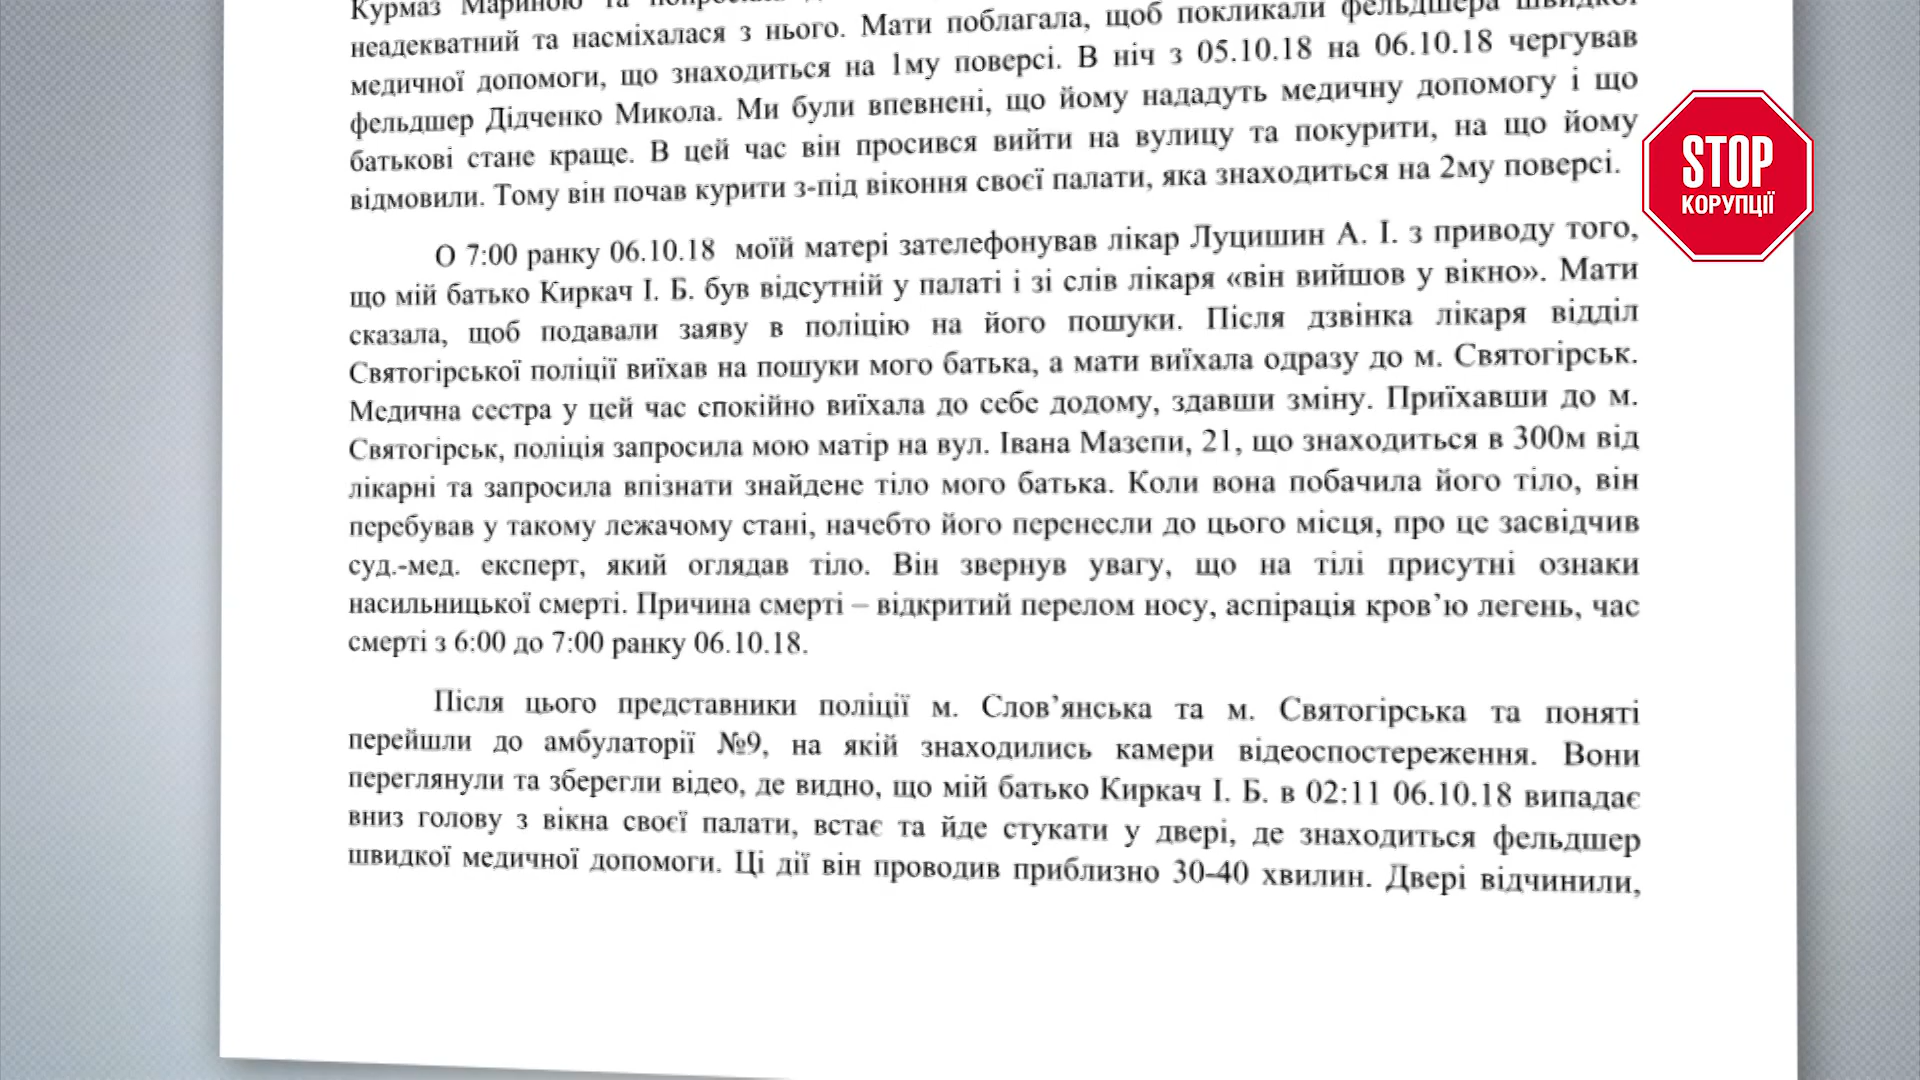 Курмаз Мариною та
неадекватний та насміхалася з нього. Мати поблагала, щоб покликали фельдшера швидкої
медичної допомоги, що знаходиться на 1му поверсі. В ніч з 05.10.18 на 06.10.18 чергував
фельдшер Дідченко Микола. Ми були впевнені, що йому нададуть медичну допомогу і що
батькові стане краще. В цей час він просився вийти на вулицу та покурити, на що йому
відмовили. Тому він почав курити з-під віконня своєї палати, яка знаходиться на 2му поверсі.
О 7:00 ранку 06.10.18 моїй матері зателефонував лікар Луцишин А. І. з приводу того,
що мій батько Киркач І. Б. був відсутній у палаті і зі слів лікаря «він вийшов у вікно». Мати
сказала, щоб подавали заяву в поліцію на його пошуки. Після дзвінка лікаря відділ
Святогірської поліції виїхав на пошуки мого батька, а мати виїхала одразу до м. Святогірськ.
Медична сестра у цей час спокійно виїхала до себе додому, здавши зміну. Приїхавши до м.
Святогірськ, поліція запросила мою матір на вул. Івана Мазепи, 21, що знаходиться в 300м від
лікарні та запросила впізнати знайдене тіло мого батька. Коли вона побачила його тіло, він
перебував у такому лежачому стані, начебто його перенесли до цього місця, про це засвідчив
суд.-мед. експерт, який оглядав тіло. Він звернув увагу, що на тілі присутні ознаки
насильницької смерті. Причина смерті – відкритий перелом носу, аспірація кров’ю легень, час
смерті з 6:00 до 7:00 ранку 06.10.18.
Після цього представники поліції м. Слов’янська та м. Святогірська та поняті
перейшли до амбулаторії №9, на якій знаходились камери відеоспостереження. Вони
переглянули та зберегли відео, де видно, що мій батько Киркач І. Б. в 02:11 06.10.18 випадає
вниз голову з вікна своєї палати, встає та йде стукати у двері, де знаходиться фельдшер
швидкої медичної допомоги. Ці дії він проводив приблизно 30-40 хвилин. Двері відчинили,
STOP
КОРУПЦІЇ